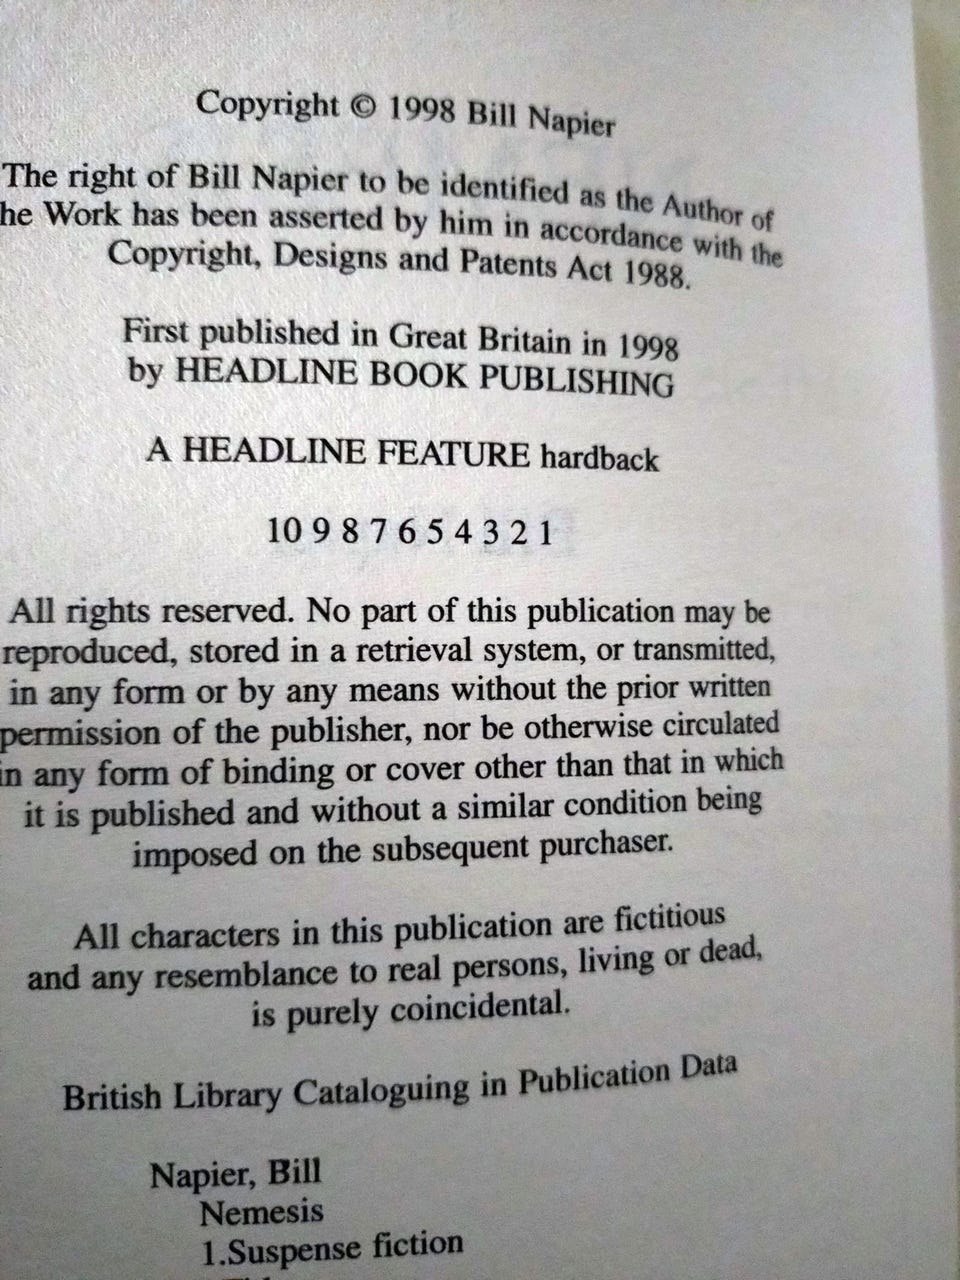 Copyright © 1998 Bill Napier
The right of Bill Napier to be identified as the Author of
he Work has been asserted by him in accordance with the
Copyright, Designs and Patents Act 1988.
First published in Great Britain in 1998
by HEADLINE BOOK PUBLISHING
A HEADLINE FEATURE hardback
10 9 8 7 6 5 4 3 2 1
All rights reserved. No part of this publication may be
reproduced, stored in a retrieval system, or transmitted,
in any form or by any means without the prior written
permission of the publisher, nor be otherwise circulated
in any form of binding or cover other than that in which
it is published and without a similar condition being
imposed on the subsequent purchaser.
All characters in this publication are fictitious
and any resemblance to real persons, living or dead,
is purely coincidental.
British Library Cataloguing in Publication Data
Napier, Bill
Nemesis
1.Suspense fiction